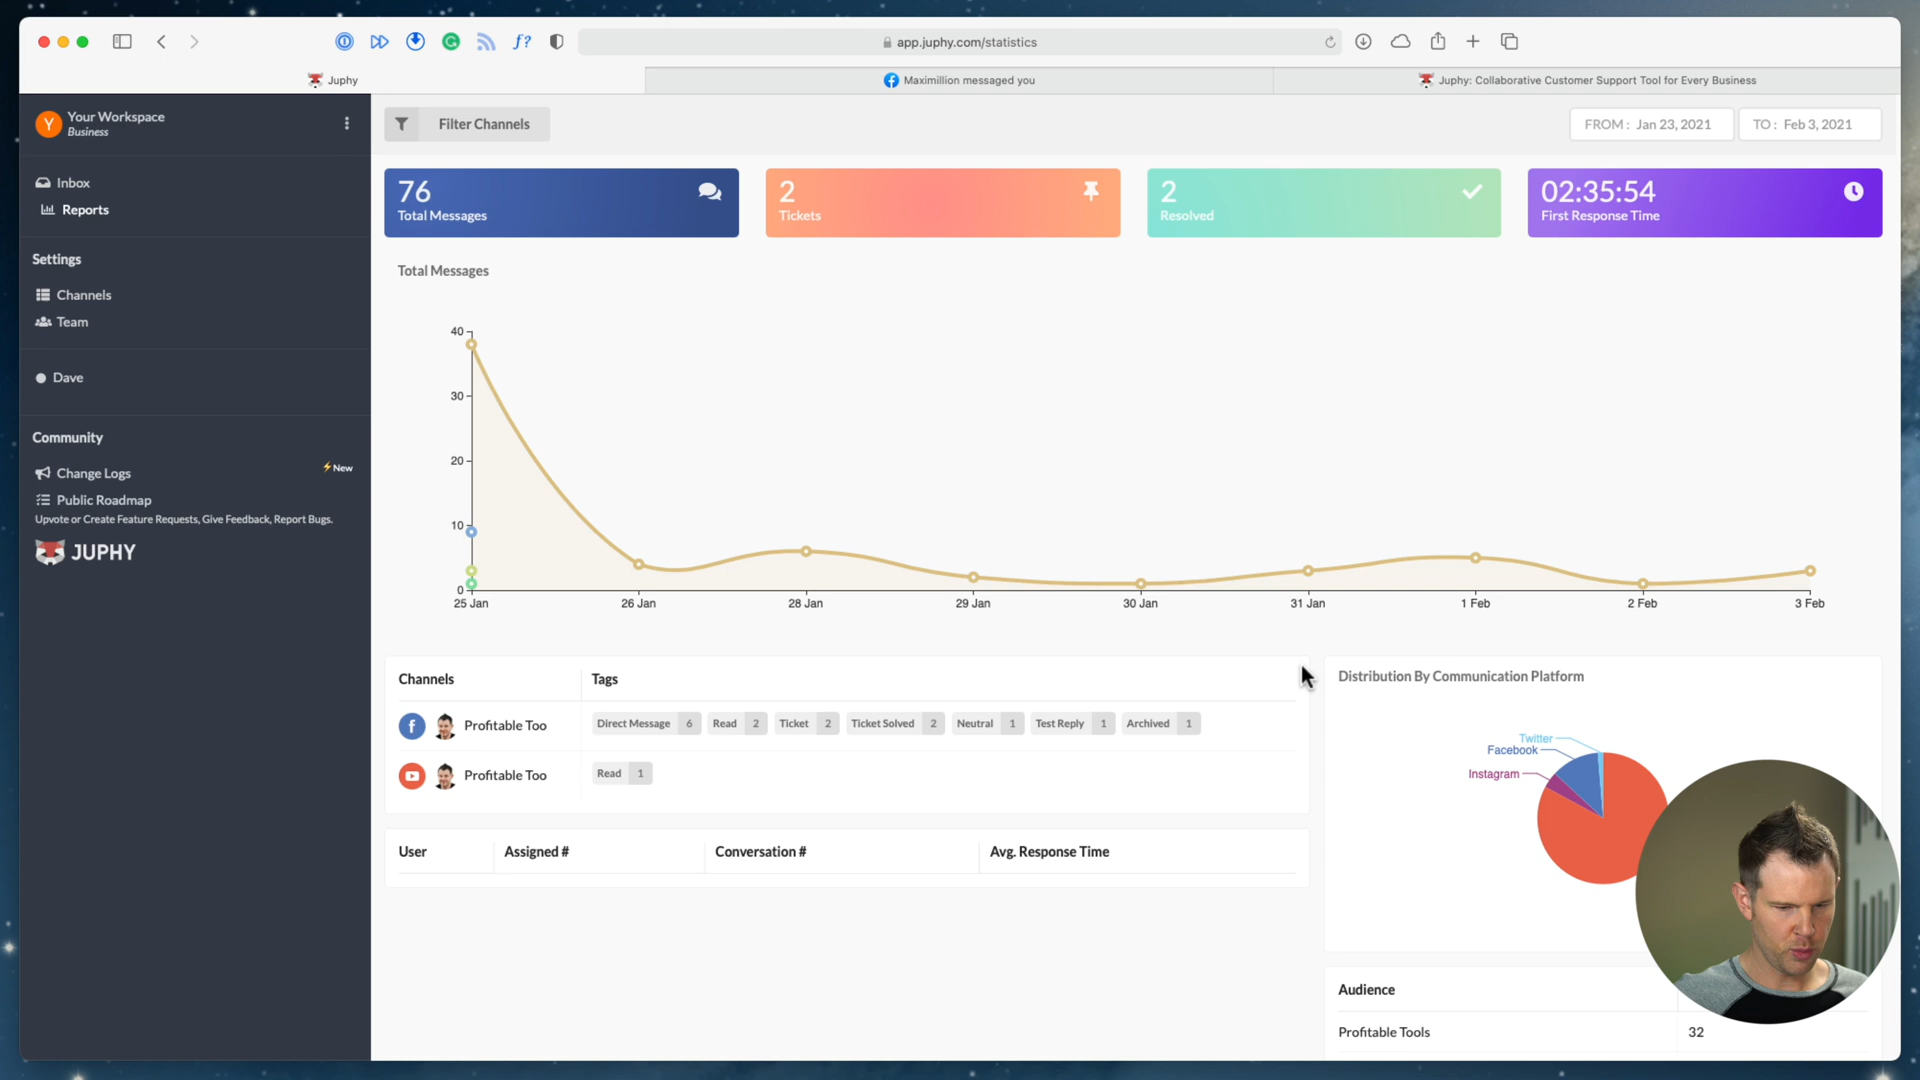 app.juphy.com/statistics
Juphy
Maximillion messaged you
Juphy: Collaborative Customer Support Tool for Every Business
Y
Your Workspace
Business
Inbox
Reports
Settings
Channels
Team
Dave
Community
Change Logs
New
Public Roadmap
Upvote or Create Feature Requests, Give Feedback, Report Bugs.
JUPHY
Filter Channels
FROM : Jan 23, 2021
TO : Feb 3, 2021
76
Total Messages
2
Tickets
2
Resolved
02:35:54
First Response Time
Total Messages
40
30
20
10
0
25 Jan 26 Jan 28 Jan 29 Jan 30 Jan 31 Jan 1 Feb 2 Feb 3 Feb
Channels Tags
Profitable Too Direct Message 6 Read 2 Ticket 2 Ticket Solved 2 Neutral 1 Test Reply 1 Archived 1
Profitable Too Read 1
User Assigned # Conversation # Avg. Response Time
Distribution By Communication Platform
Twitter
Facebook
Instagram
Audience
Profitable Tools 32